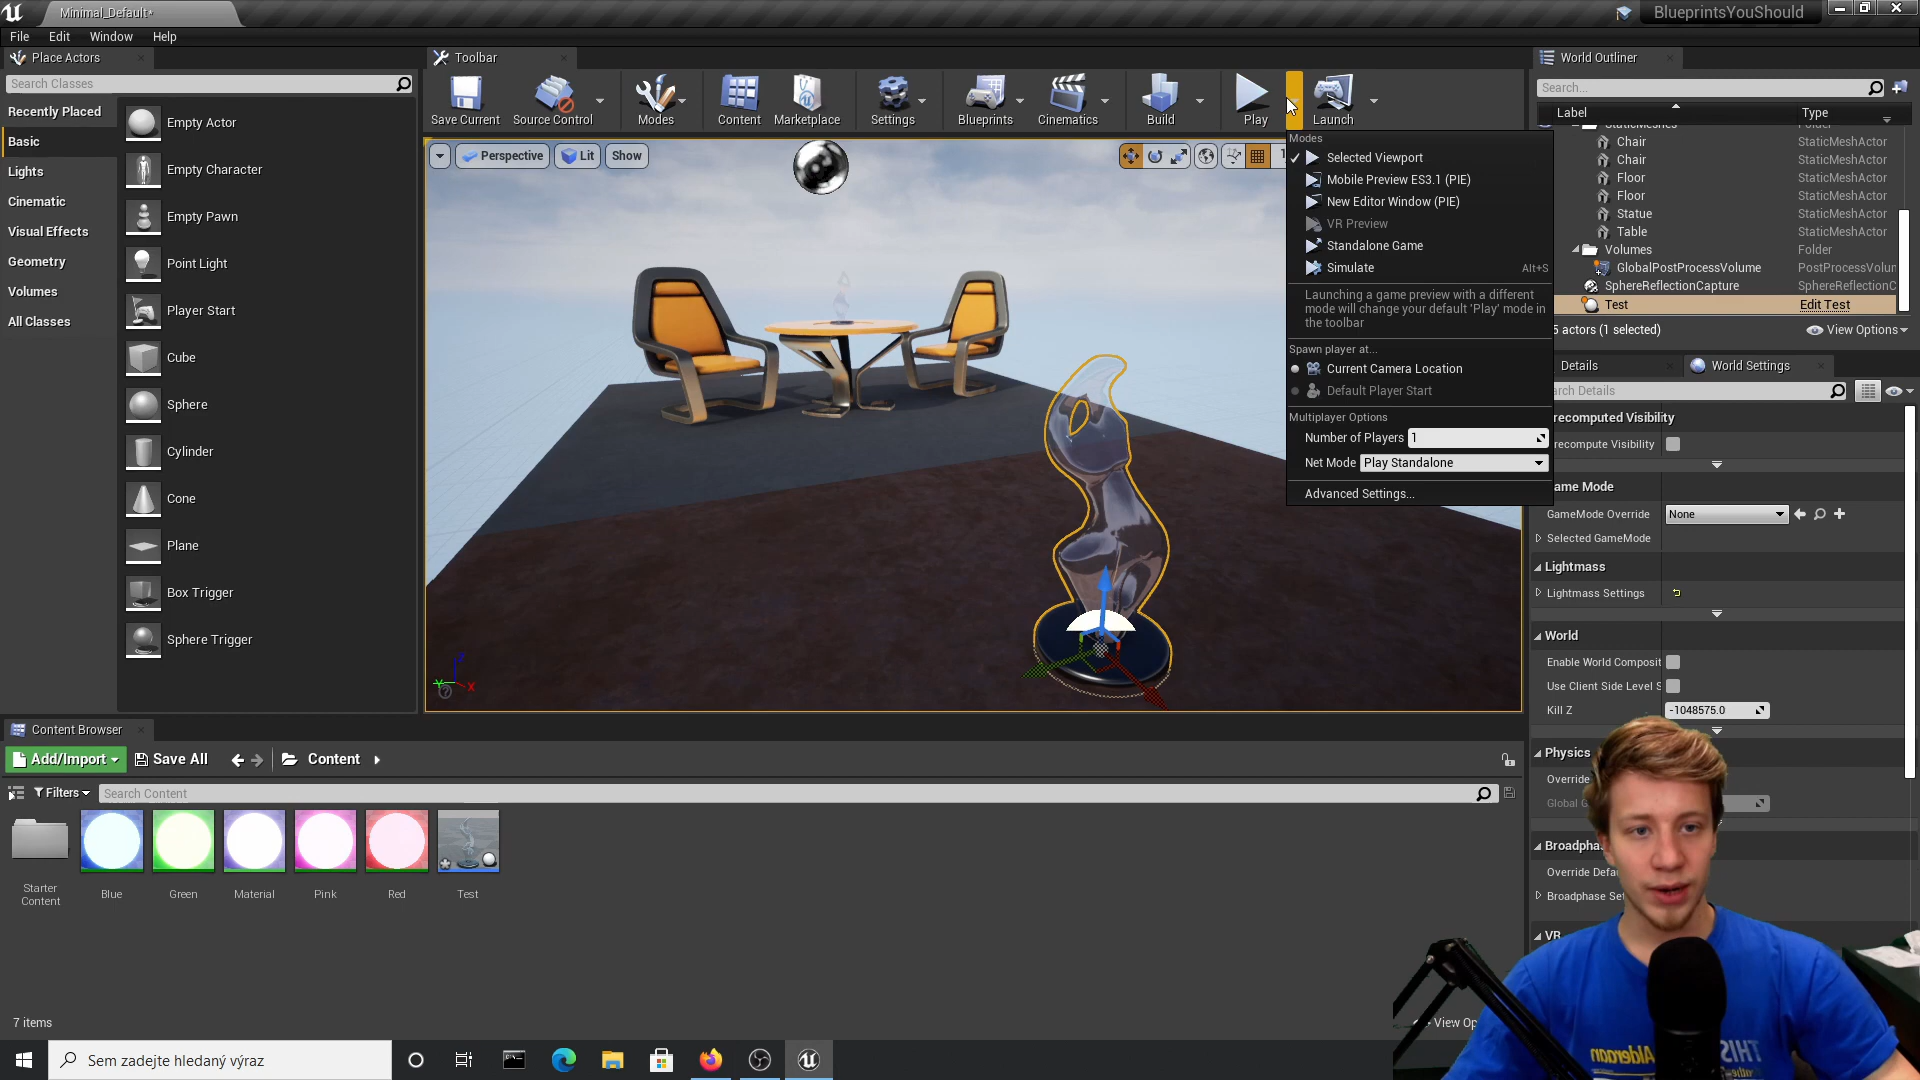 Minimal_Default*
BlueprintsYouShould
File Edit Window Help
Place Actors
Search Classes
Recently Placed
Basic
Lights
Cinematic
Visual Effects
Geometry
Volumes
All Classes
Empty Actor
Empty Character
Empty Pawn
Point Light
Player Start
Cube
Sphere
Cylinder
Cone
Plane
Box Trigger
Sphere Trigger
Toolbar
Save Current Source Control Modes Content Marketplace Settings Blueprints Cinematics Build Play Launch
Perspective Lit Show
Modes
Selected Viewport
Mobile Preview ES3.1 (PIE)
New Editor Window (PIE)
VR Preview
Standalone Game
Simulate Alt+S
Launching a game preview with a different
mode will change your default 'Play' mode in
the toolbar
Spawn player at...
Current Camera Location
Default Player Start
Multiplayer Options
Number of Players 1
Net Mode Play Standalone
Advanced Settings...
World Outliner
Search...
Label Type
StaticMeshes Folder
Chair StaticMeshActor
Chair StaticMeshActor
Floor StaticMeshActor
Floor StaticMeshActor
Statue StaticMeshActor
Table StaticMeshActor
Volumes Folder
GlobalPostProcessVolume PostProcessVolun
SphereReflectionCapture SphereReflectionC
Test Edit Test
5 actors (1 selected) View Options
Details World Settings
arch Details
recomputed Visibility
recompute Visibility
ame Mode
GameMode Override None
Selected GameMode
Lightmass
Lightmass Settings
World
Enable World Composit
Use Client Side Level S
Kill Z -1048575.0
Physics
Override
Global G
Broadphas
Override Defa
Broadphase Set
VR
Content Browser
Add/Import Save All Content
Filters Search Content
Starter
Content
Blue
Green
Material
Pink
Red
Test
7 items
View Op
Sem zadejte hledaný výraz
X Y Z